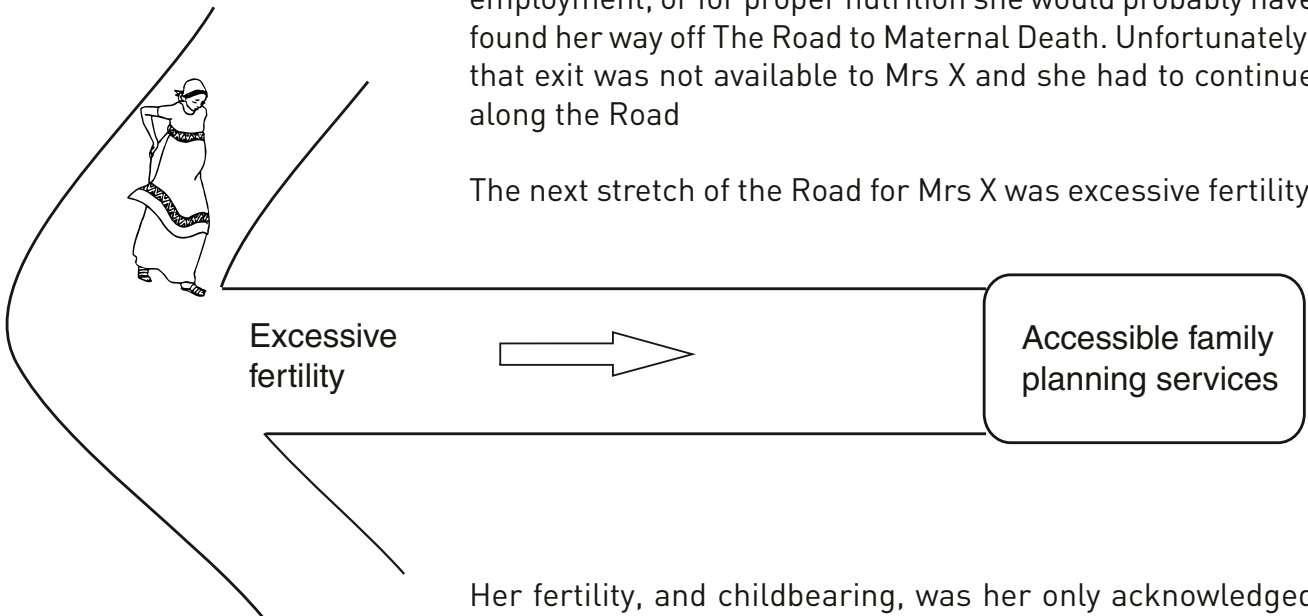 employment, or for proper nutrition she would probably have
found her way off The Road to Maternal Death. Unfortunately
that exit was not available to Mrs X and she had to continue
along the Road
The next stretch of the Road for Mrs X was excessive fertility
Excessive
fertility
Accessible family
planning services
Her fertility, and childbearing, was her only acknowledged